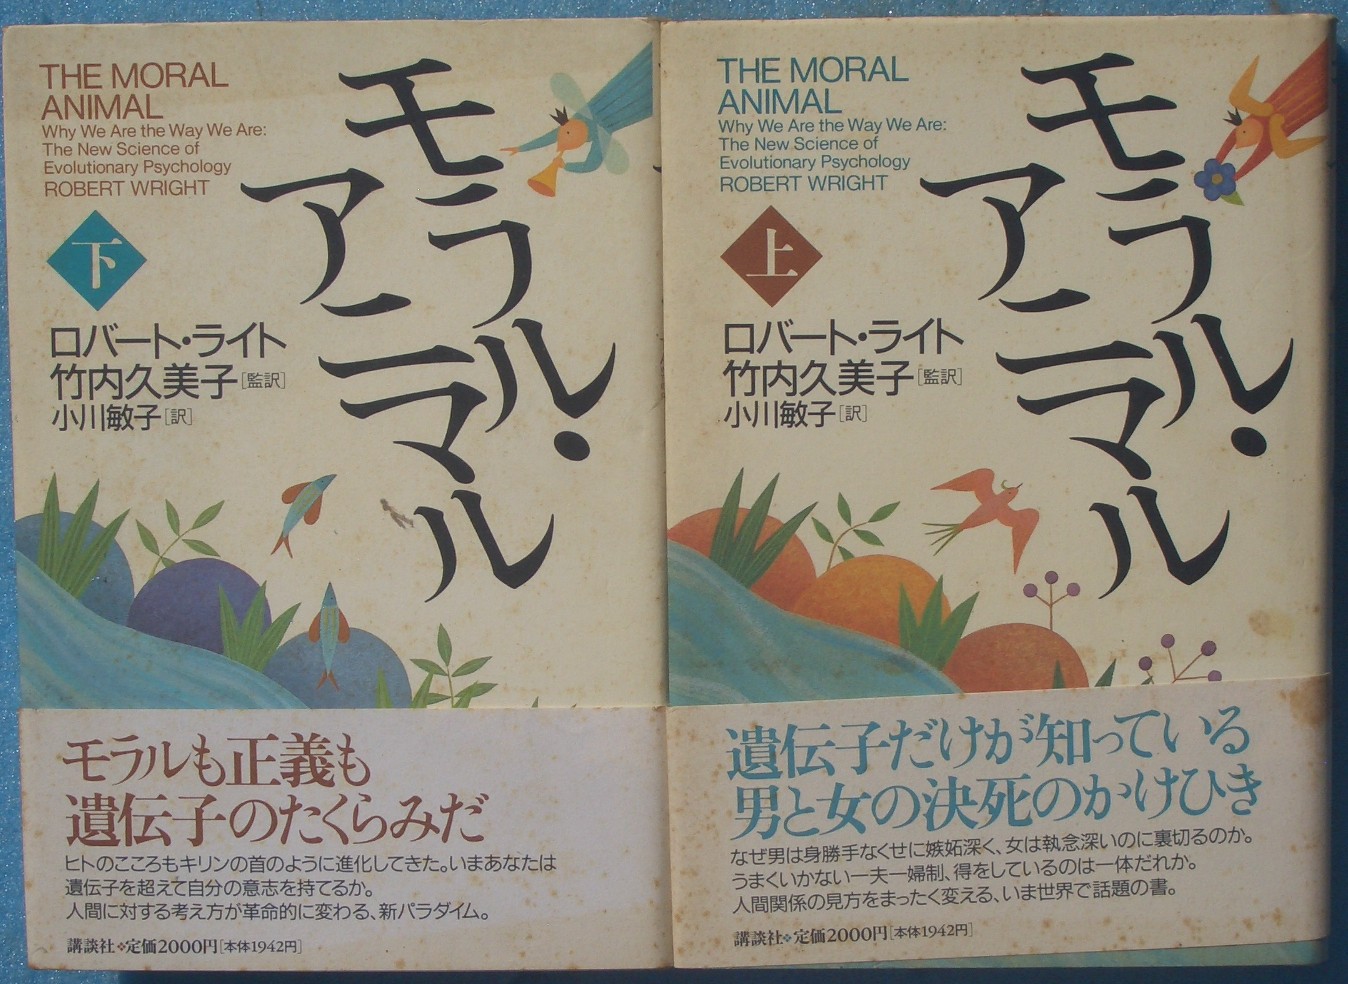 THE MORAL
ANIMAL
Why We Are the Way We Are:
The New Science of
Evolutionary Psychology
ROBERT WRIGHT
モラル・
アニマル
下
ロバート・ライト
竹内久美子[監訳]
小川敏子[訳]
モラルも正義も
遺伝子のたくらみだ
ヒトのこころもキリンの首のように進化してきた。いまあなたは
遺伝子を超えて自分の意志を持てるか。
人間に対する考え方が革命的に変わる、新パラダイム。
講談社❖定価2000円[本体1942円]
THE MORAL
ANIMAL
Why We Are the Way We Are:
The New Science of
Evolutionary Psychology
ROBERT WRIGHT
モラル・
アニマル
上
ロバート・ライト
竹内久美子[監訳]
小川敏子[訳]
遺伝子だけが知っている
男と女の決死のかけひき
なぜ男は身勝手なくせに嫉妬深く、女は執念深いのに裏切るのか。
うまくいかない一夫一婦制、得をしているのは一体だれか。
人間関係の見方をまったく変える、いま世界で話題の書。
講談社❖定価2000円[本体1942円]